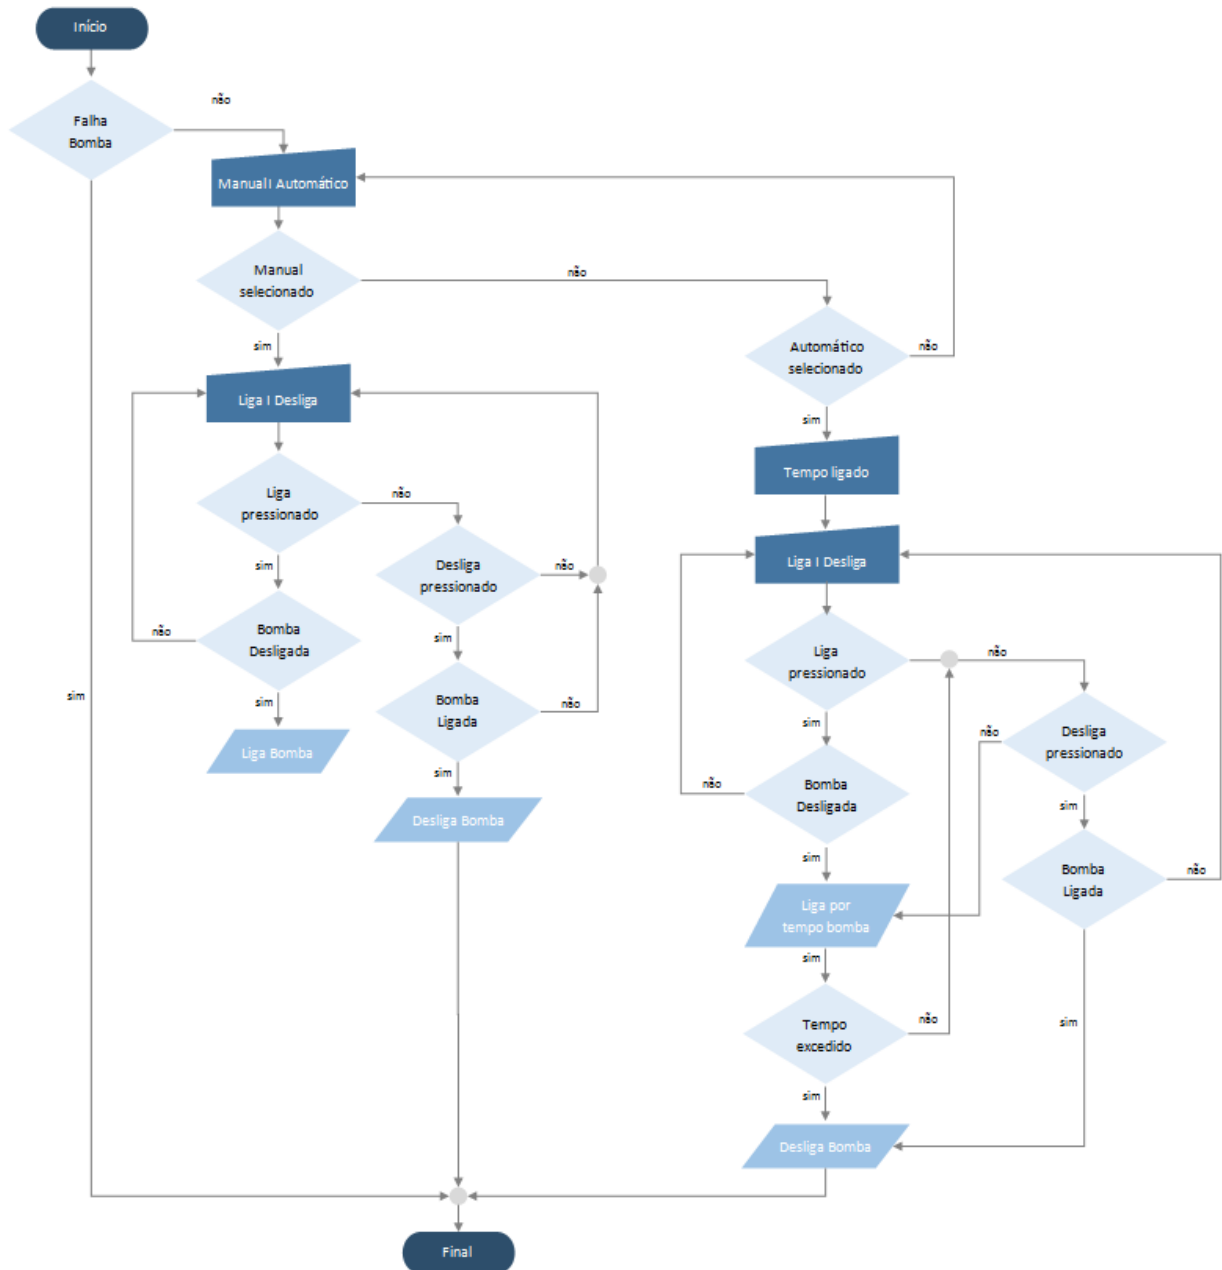 Início
não
Falha
Bomba
Manual I Automático
Manual
selecionado
não
sim
Automático
selecionado
não
sim
Liga I Desliga
Tempo ligado
Liga
pressionado
não
sim
Desliga
pressionado
não
sim
Bomba
Desligada
não
sim
Bomba
Ligada
não
sim
Liga Bomba
Desliga Bomba
Liga I Desliga
Liga
pressionado
não
sim
Desliga
pressionado
não
sim
Bomba
Desligada
não
sim
Bomba
Ligada
não
sim
Liga por
tempo bomba
sim
Tempo
excedido
não
sim
Desliga Bomba
sim
Final